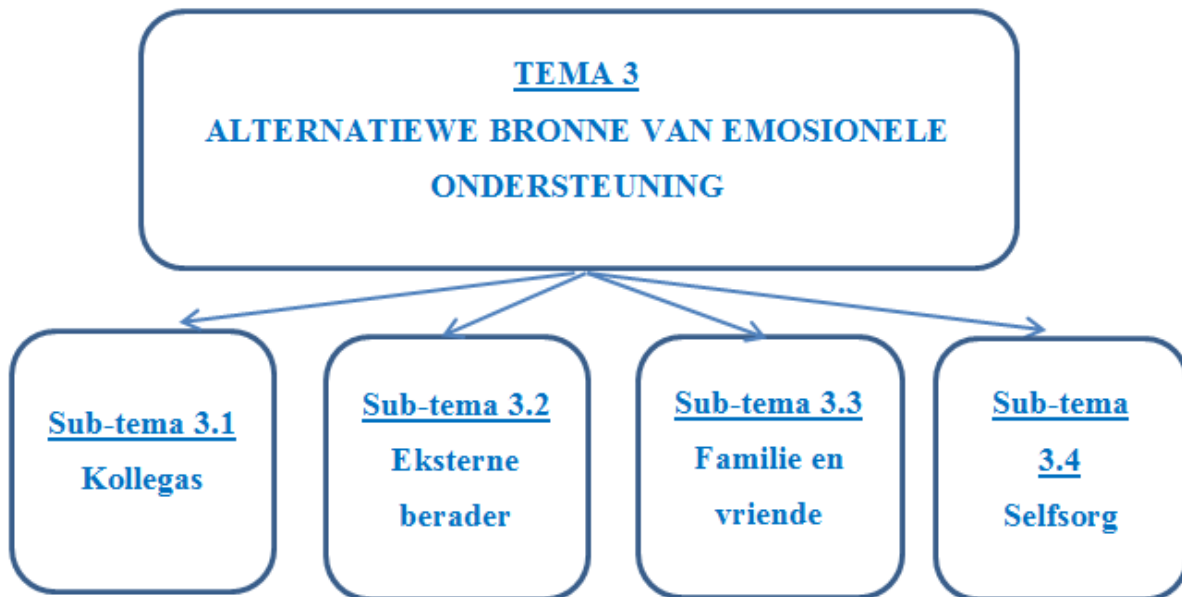 TEMA 3
ALTERNATIEWE BRONNE VAN EMOSIONELE
ONDERSTEUNING
Sub-tema 3.1
Kollegas
Sub-tema 3.2
Eksterne
berader
Sub-tema 3.3
Familie en
vriende
Sub-tema
3.4
Selfsorg